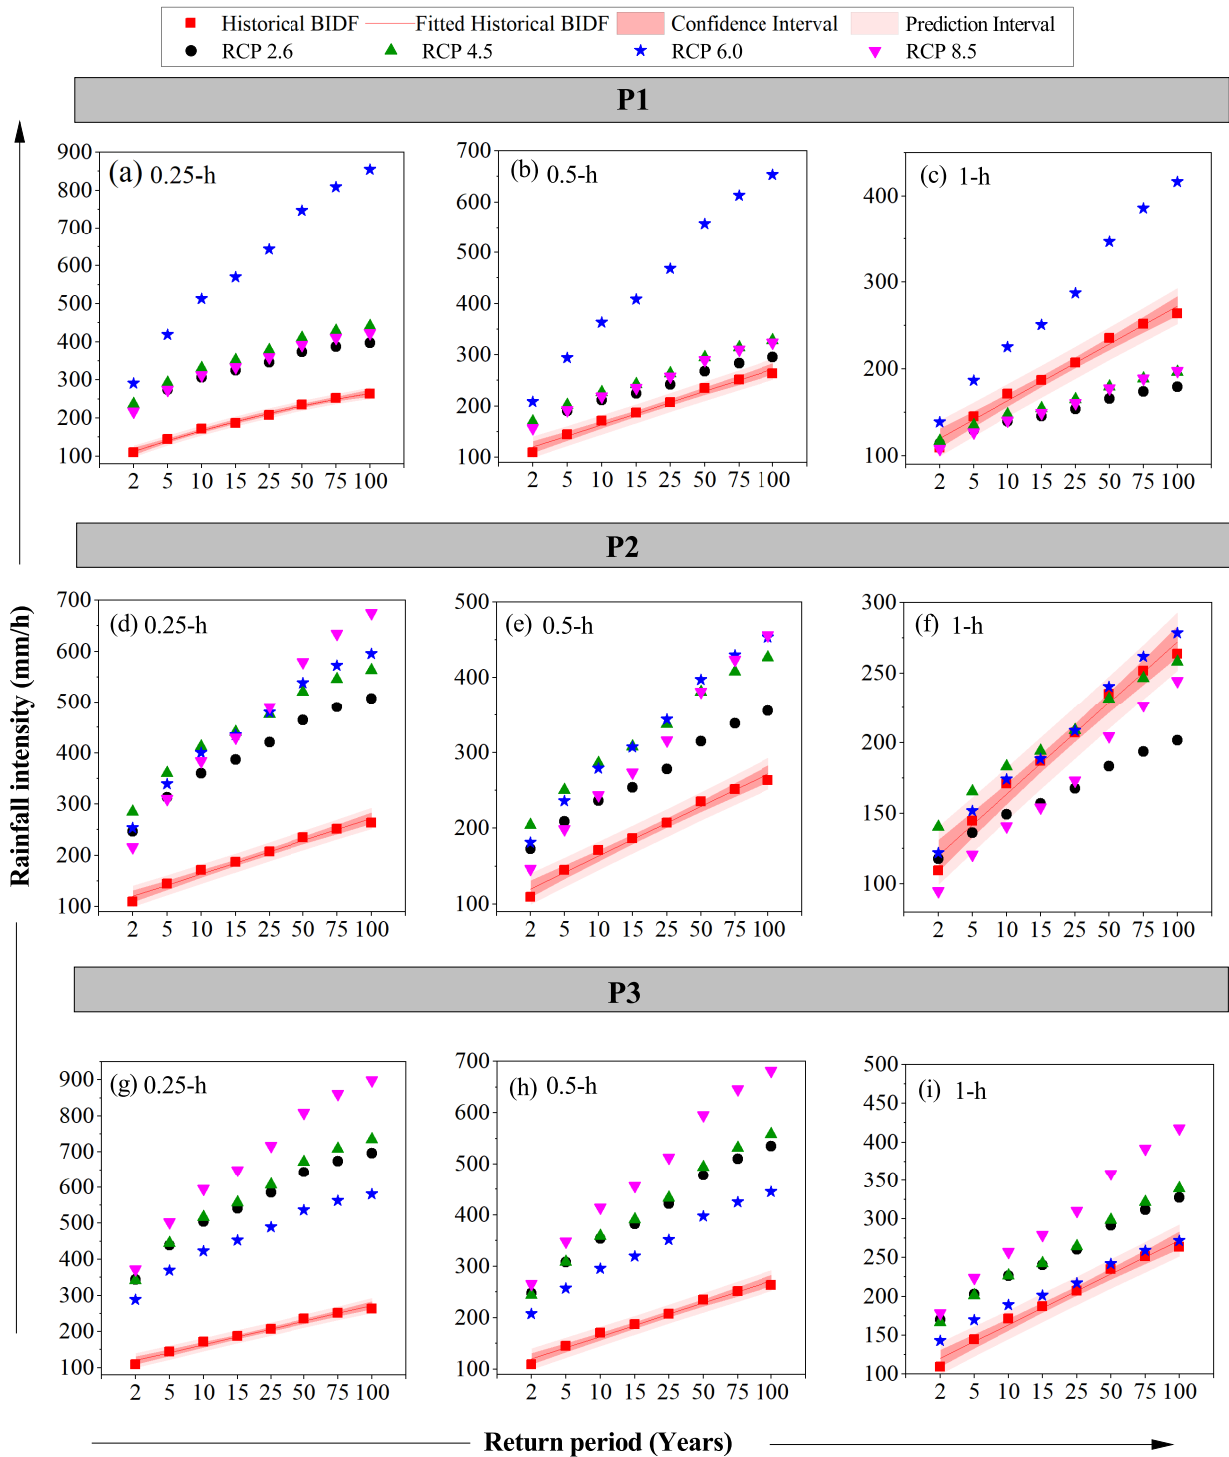 Historical BIDF Fitted Historical BIDF Confidence Interval Prediction Interval
RCP 2.6 RCP 4.5 RCP 6.0 RCP 8.5
P1
(a) 0.25-h
900
800
700
600
500
400
300
200
100
2 5 10 15 25 50 75 100
(b) 0.5-h
700
600
500
400
300
200
100
2 5 10 15 25 50 75 100
(c) 1-h
400
300
200
100
2 5 10 15 25 50 75 100
P2
(d) 0.25-h
700
600
500
400
300
200
100
2 5 10 15 25 50 75 100
(e) 0.5-h
500
400
300
200
100
2 5 10 15 25 50 75 100
(f) 1-h
300
250
200
150
100
2 5 10 15 25 50 75 100
P3
(g) 0.25-h
900
800
700
600
500
400
300
200
100
2 5 10 15 25 50 75 100
(h) 0.5-h
700
600
500
400
300
200
100
2 5 10 15 25 50 75 100
(i) 1-h
500
450
400
350
300
250
200
150
100
2 5 10 15 25 50 75 100
Rainfall intensity (mm/h)
Return period (Years)